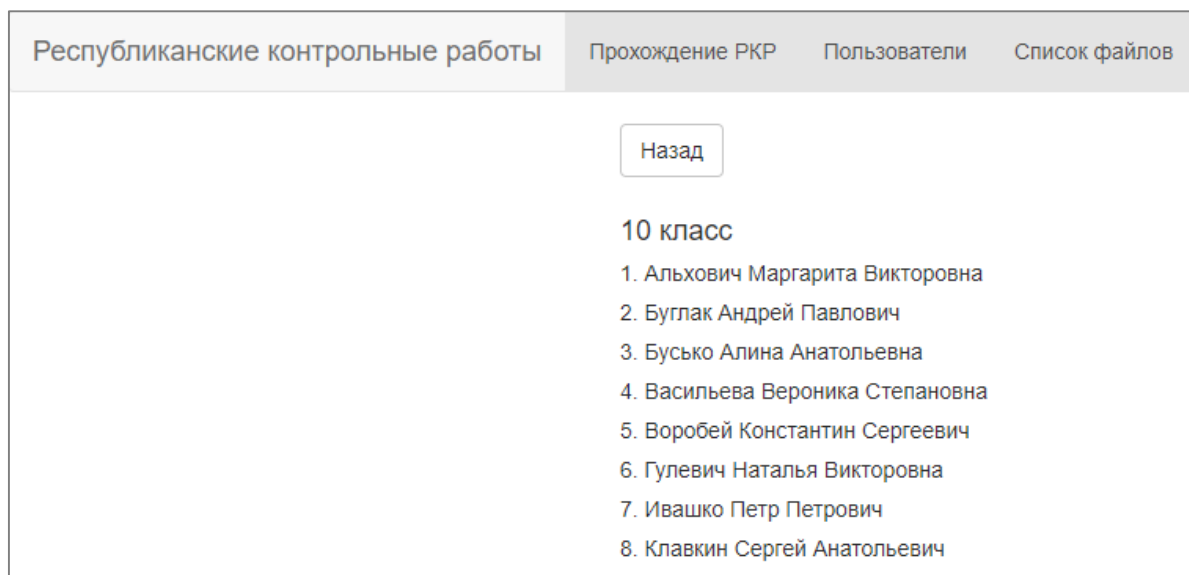 Республиканские контрольные работы Прохождение РКР Пользователи Список файлов
Назад
10 класс
1. Альхович Маргарита Викторовна
2. Буглак Андрей Павлович
3. Бусько Алина Анатольевна
4. Васильева Вероника Степановна
5. Воробей Константин Сергеевич
6. Гулевич Наталья Викторовна
7. Ивашко Петр Петрович
8. Клавкин Сергей Анатольевич